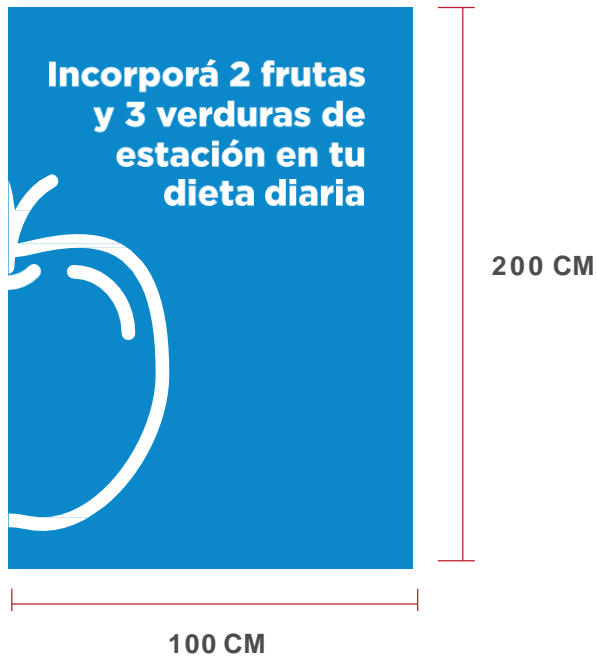 Incorporá 2 frutas
y 3 verduras de
estación en tu
dieta diaria
200 CM
100 CM